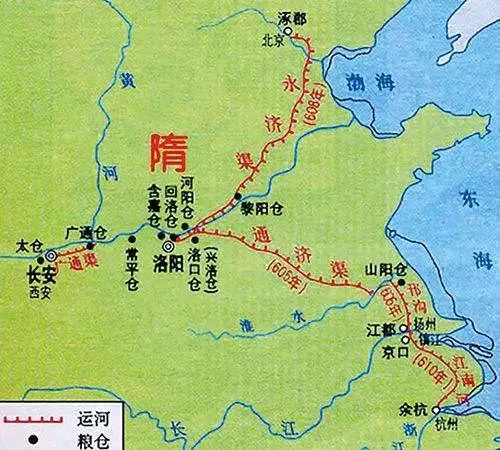 涿郡
北京
渤海
黄河
永济渠
(608年)
隋
东海
含嘉仓
回洛仓
河阳仓
黎阳仓
太仓
广通仓
长安
西安
广通渠
常平仓
洛阳
洛口仓
(兴洛仓)
通济渠
(605年)
山阳仓
邗沟
(605年)
淮水
江都
扬州
京口
镇江
江南河
(610年)
余杭
杭州
长江
浙江
运河
粮仓